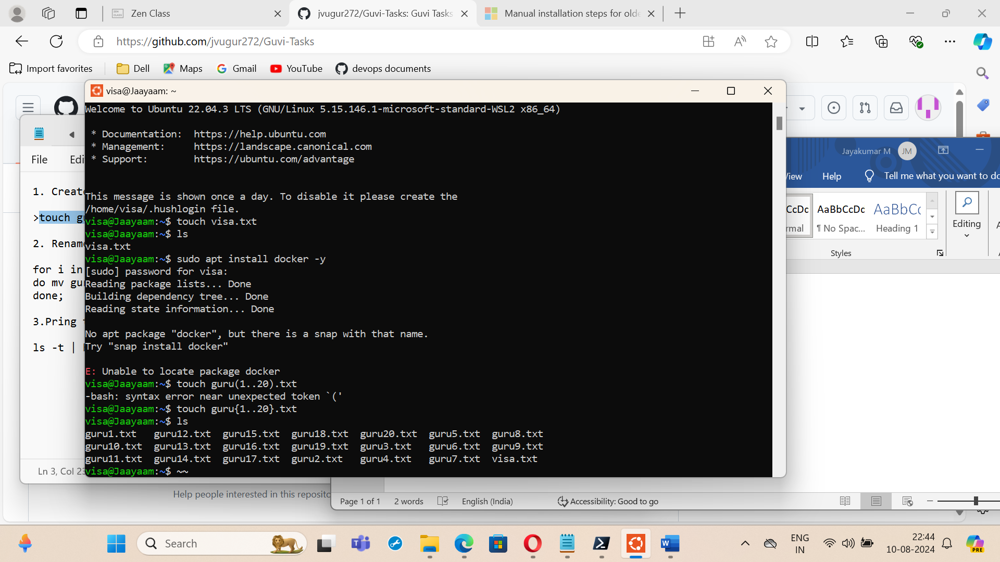 Zen Class
jvugur272/Guvi-Tasks: Guvi Tasks
Manual installation steps for olde
https://github.com/jvugur272/Guvi-Tasks
Import favorites
Dell
Maps
Gmail
YouTube
devops documents
visa@Jaayaam: ~
Welcome to Ubuntu 22.04.3 LTS (GNU/Linux 5.15.146.1-microsoft-standard-WSL2 x86_64)
* Documentation: https://help.ubuntu.com
* Management: https://landscape.canonical.com
* Support: https://ubuntu.com/advantage
This message is shown once a day. To disable it please create the
/home/visa/.hushlogin file.
visa@Jaayaam:~$ touch visa.txt
visa@Jaayaam:~$ ls
visa.txt
visa@Jaayaam:~$ sudo apt install docker -y
[sudo] password for visa:
Reading package lists... Done
Building dependency tree... Done
Reading state information... Done
No apt package "docker", but there is a snap with that name.
Try "snap install docker"
E: Unable to locate package docker
visa@Jaayaam:~$ touch guru(1..20).txt
-bash: syntax error near unexpected token `('
visa@Jaayaam:~$ touch guru{1..20}.txt
visa@Jaayaam:~$ ls
guru1.txt guru12.txt guru15.txt guru18.txt guru20.txt guru5.txt guru8.txt
guru10.txt guru13.txt guru16.txt guru19.txt guru3.txt guru6.txt guru9.txt
guru11.txt guru14.txt guru17.txt guru2.txt guru4.txt guru7.txt visa.txt
visa@Jaayaam:~$ ~~
File Edi
1. Create
>touch g
2. Rename
for i in
do mv gu
done;
3.Pring
ls -t |
Ln 3, Col 23
Help people interested in this reposito
Jayakumar M JM
iew
Help
Tell me what you want to do
CcDc
AaBbCcDc
AaBbCc
rmal
¶ No Spac...
Heading 1
Editing
Styles
Page 1 of 1
2 words
English (India)
Accessibility: Good to go
Search
PRE
ENG
IN
22:44
10-08-2024